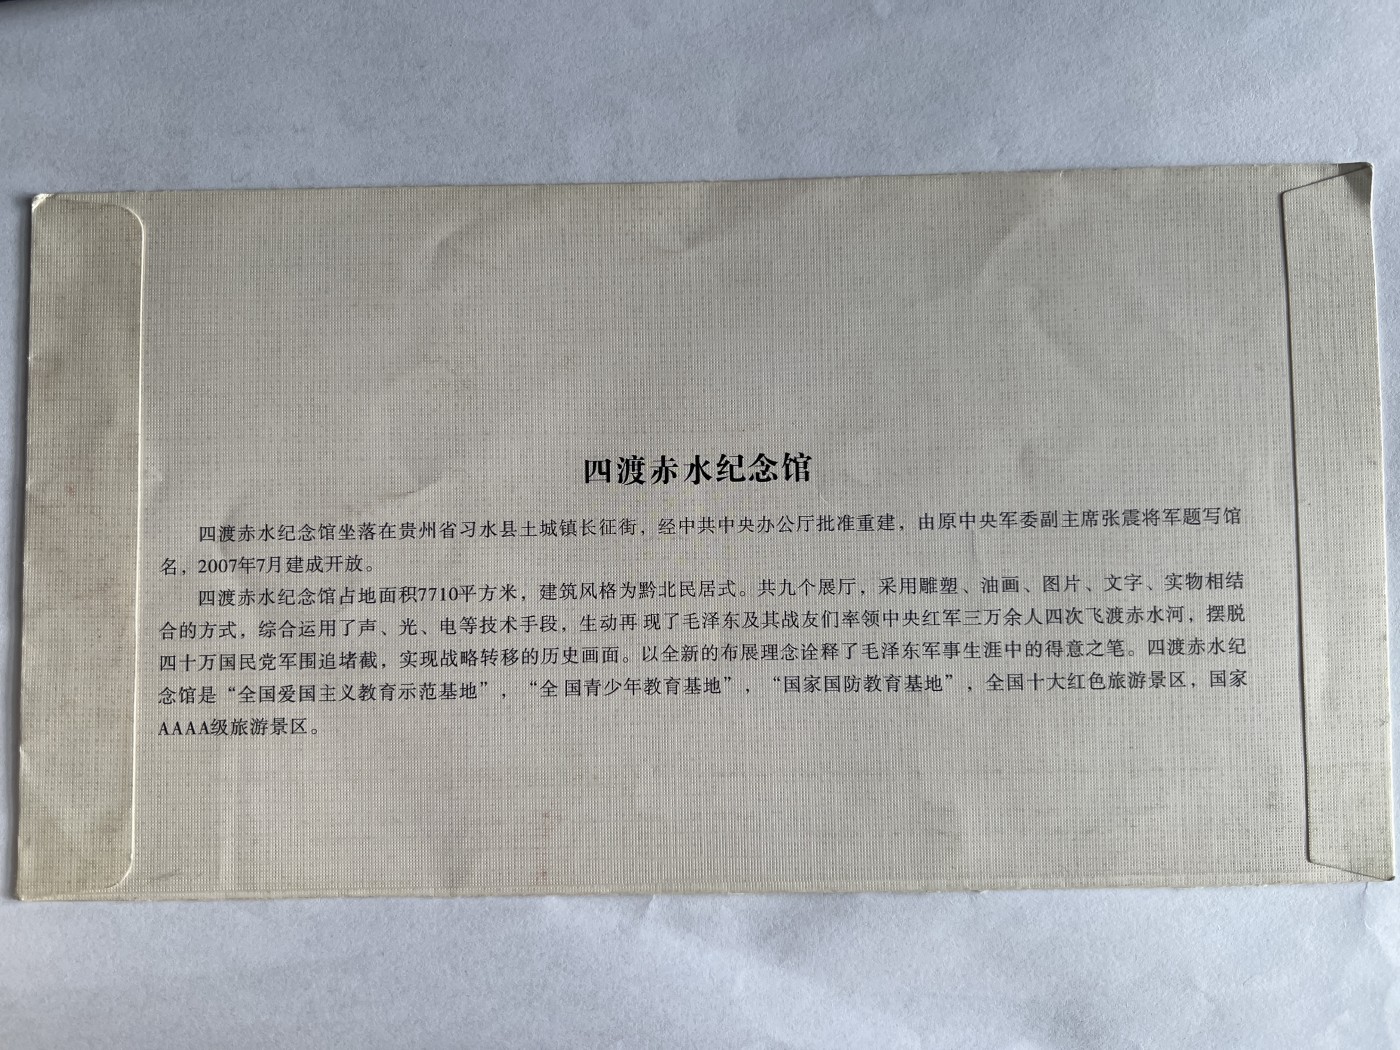 四渡赤水纪念馆
四渡赤水纪念馆坐落在贵州省习水县土城镇长征街，经中共中央办公厅批准重建，由原中央军委副主席张震将军题写馆
名，2007年7月建成开放。
四渡赤水纪念馆占地面积7710平方米，建筑风格为黔北民居式。共九个展厅，采用雕塑、油画、图片、文字、实物相结
合的方式，综合运用了声、光、电等技术手段，生动再现了毛泽东及其战友们率领中央红军三万余人四次飞渡赤水河，摆脱
四十万国民党军围追堵截，实现战略转移的历史画面。以全新的布展理念诠释了毛泽东军事生涯中的得意之笔。四渡赤水纪
念馆是“全国爱国主义教育示范基地”，“全国青少年教育基地”，“国家国防教育基地”，全国十大红色旅游景区，国家
AAAA级旅游景区。